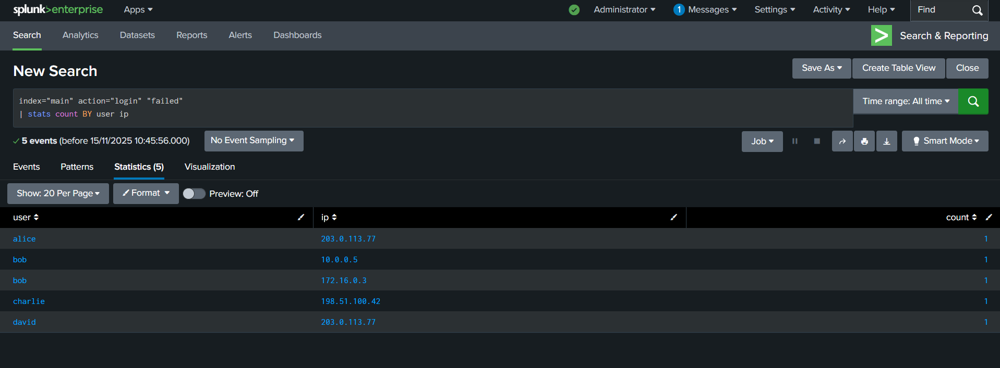 splunk>enterprise Apps Administrator 1 Messages Settings Activity Help Find
Search Analytics Datasets Reports Alerts Dashboards Search & Reporting
New Search Save As Create Table View Close
index="main" action="login" "failed"
| stats count BY user ip
Time range: All time
5 events (before 15/11/2025 10:45:56.000) No Event Sampling Job Smart Mode
Events Patterns Statistics (5) Visualization
Show: 20 Per Page Format Preview: Off
user ip count
alice 203.0.113.77 1
bob 10.0.0.5 1
bob 172.16.0.3 1
charlie 198.51.100.42 1
david 203.0.113.77 1